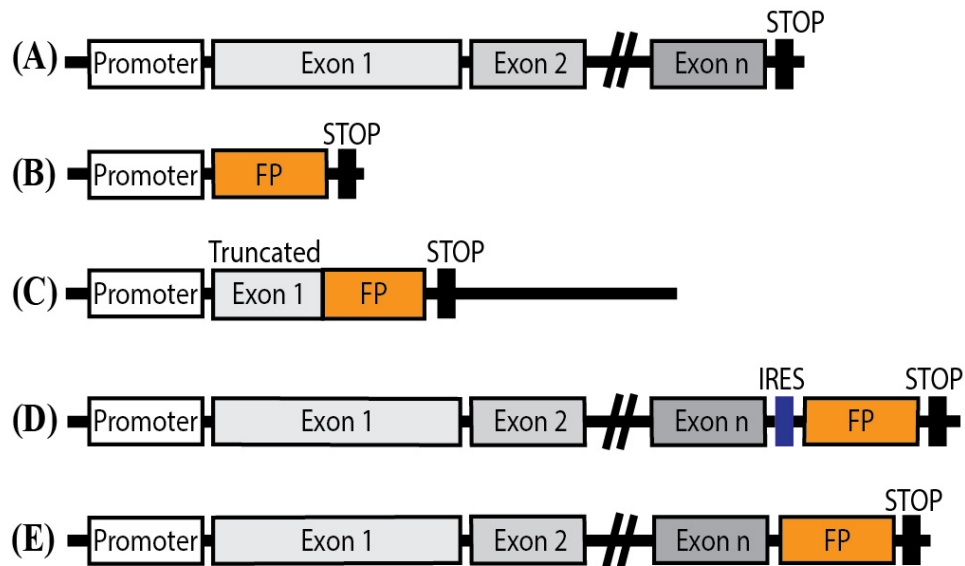 STOP
(A) Promoter Exon 1 Exon 2 Exon n
STOP
(B) Promoter FP
Truncated STOP
(C) Promoter Exon 1 FP
IRES STOP
(D) Promoter Exon 1 Exon 2 Exon n FP
STOP
(E) Promoter Exon 1 Exon 2 Exon n FP